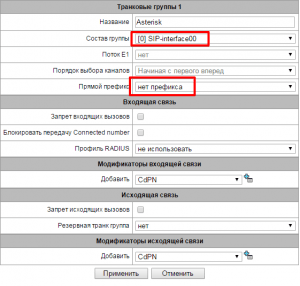 Транковые группы 1
Название Asterisk
Состав группы [0] SIP-interface00
Поток E1 нет
Порядок выбора каналов Начиная с первого вперед
Прямой префикс нет префикса
Входящая связь
Запрет входящих вызовов
Блокировать передачу Connected number
Профиль RADIUS не использовать
Модификаторы входящей связи
Добавить CdPN
Исходящая связь
Запрет исходящих вызовов
Резервная транк группа нет
Модификаторы исходящей связи
Добавить CdPN
Применить Отменить